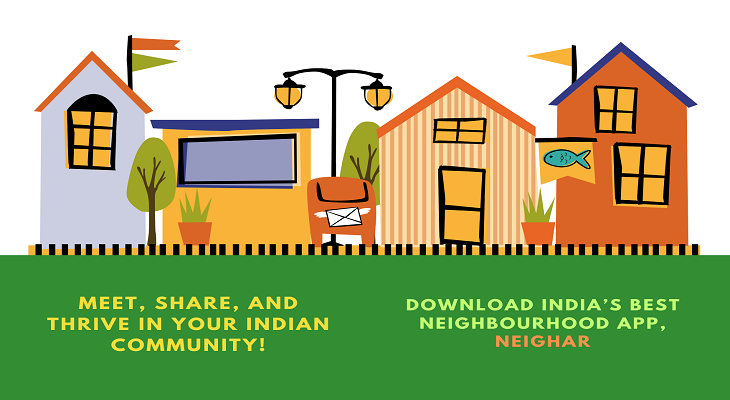 MEET, SHARE, AND
THRIVE IN YOUR INDIAN
COMMUNITY!
DOWNLOAD INDIA'S BEST
NEIGHBOURHOOD APP,
NEIGHAR